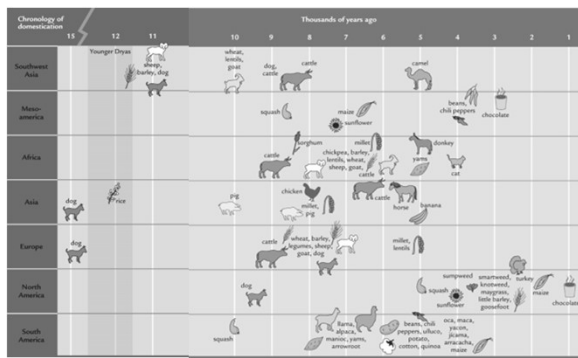 Chronology of
domestication
Thousands of years ago
15
12
11
10
9
8
7
6
5
4
3
2
1
Southwest
Asia
Younger Dryas
sheep,
barley, dog
wheat,
lentils,
goat
dog,
cattle
cattle
camel
Meso-
america
squash
maize
sunflower
beans,
chili peppers
chocolate
Africa
cattle
sorghum
millet
chickpea, barley,
lentils, wheat,
sheep, goat,
cattle
yams
donkey
cat
Asia
dog
rice
pig
chicken
millet,
pig
cattle
horse
banana
Europe
dog
cattle
wheat, barley,
legumes, sheep,
goat, dog
millet,
lentils
North
America
dog
squash
sumpweed
sunflower
smartweed,
knotweed,
maygrass,
little barley,
goosefoot
turkey
maize
chocolate
South
America
squash
llama,
alpaca,
manioc, yams,
arrowroot
beans, chili
peppers, ulluco,
potato,
cotton, quinoa
oca, maca,
yacon,
jicama,
arracacha,
maize